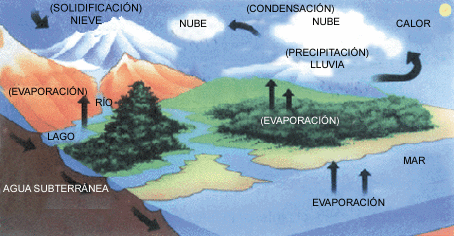 (SOLIDIFICACIÓN)
NIEVE
NUBE
(CONDENSACIÓN)
NUBE
CALOR
(PRECIPITACIÓN)
LLUVIA
(EVAPORACIÓN)
RÍO
(EVAPORACIÓN)
LAGO
MAR
AGUA SUBTERRÁNEA
EVAPORACIÓN